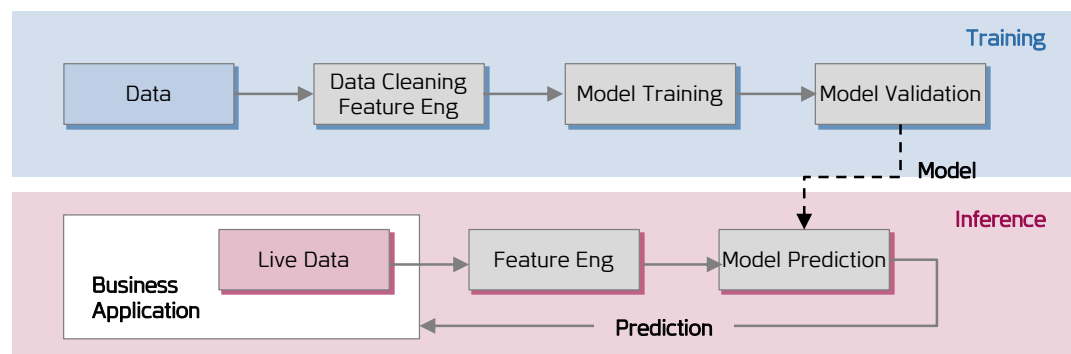 Training
Data
Data Cleaning
Feature Eng
Model Training
Model Validation
Model
Inference
Live Data
Feature Eng
Model Prediction
Business
Application
Prediction